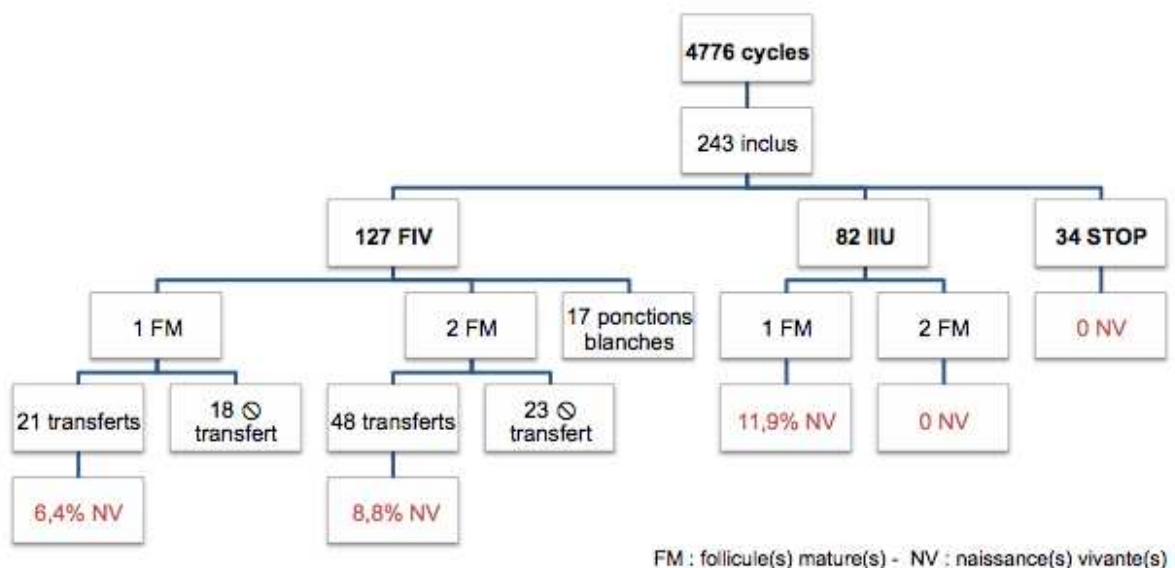 4776 cycles
243 inclus
127 FIV
82 IIU
34 STOP
1 FM
2 FM
17 ponctions
blanches
1 FM
2 FM
0 NV
21 transferts
18 🛇
transfert
48 transferts
23 🛇
transfert
11,9% NV
0 NV
6,4% NV
8,8% NV
FM : follicule(s) mature(s) - NV : naissance(s) vivante(s)